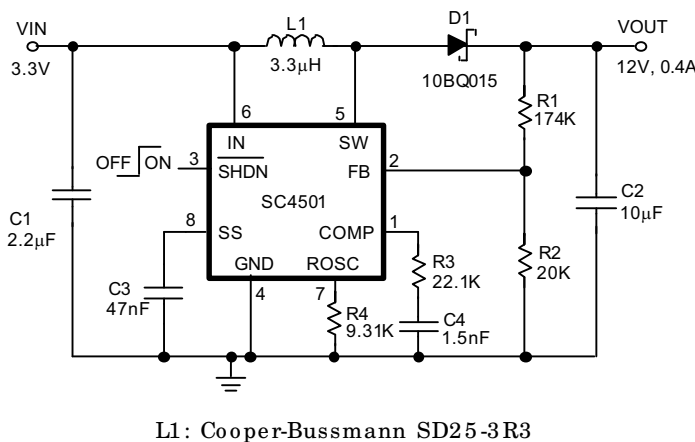 VIN
3.3V
L1
3.3µH
D1
10BQ015
VOUT
12V, 0.4A
R1
174K
6
5
IN
SW
OFF ON
3
SHDN
FB
2
SC4501
C1
2.2µF
8
SS
COMP
1
C2
10µF
GND
ROSC
R3
22.1K
R2
20K
C3
47nF
4
7
R4
9.31K
C4
1.5nF
L1: Cooper-Bussmann SD25-3R3